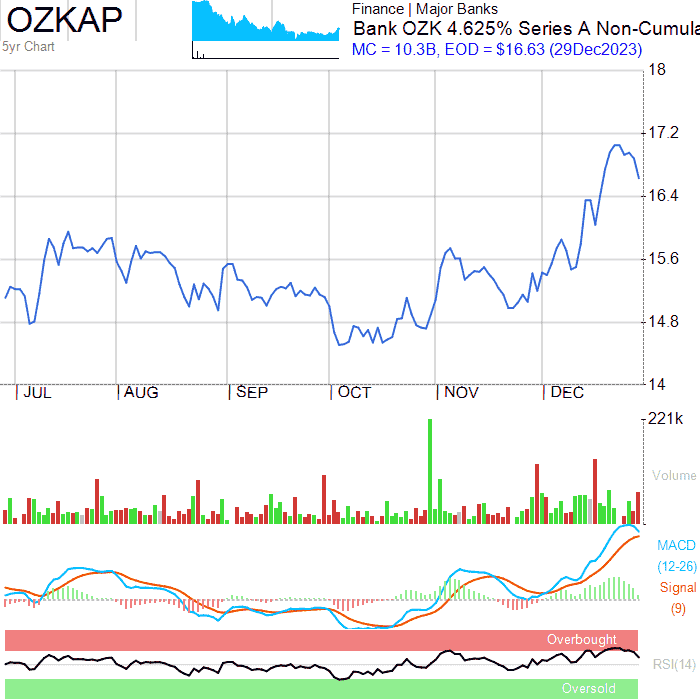 OZKAP
5yr Chart
Finance | Major Banks
Bank OZK 4.625% Series A Non-Cumula
MC = 10.3B, EOD = $16.63 (29Dec2023)
18
17.2
16.4
15.6
14.8
14
JUL AUG SEP OCT NOV DEC
221k
Volume
MACD
(12-26)
Signal
(9)
Overbought
RSI(14)
Oversold